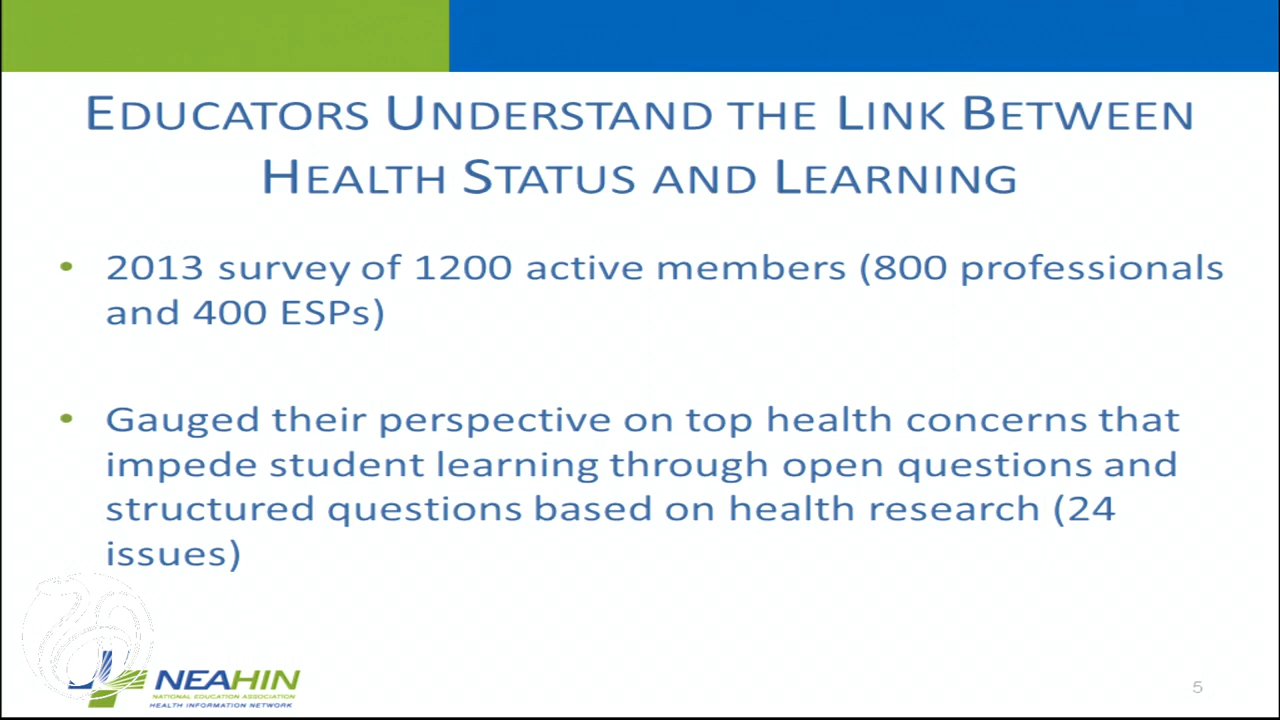 EDUCATORS UNDERSTAND THE LINK BETWEEN
HEALTH STATUS AND LEARNING
• 2013 survey of 1200 active members (800 professionals
and 400 ESPs)
• Gauged their perspective on top health concerns that
impede student learning through open questions and
structured questions based on health research (24
issues)
NEAHIN
NATIONAL EDUCATION ASSOCIATION
HEALTH INFORMATION NETWORK
5